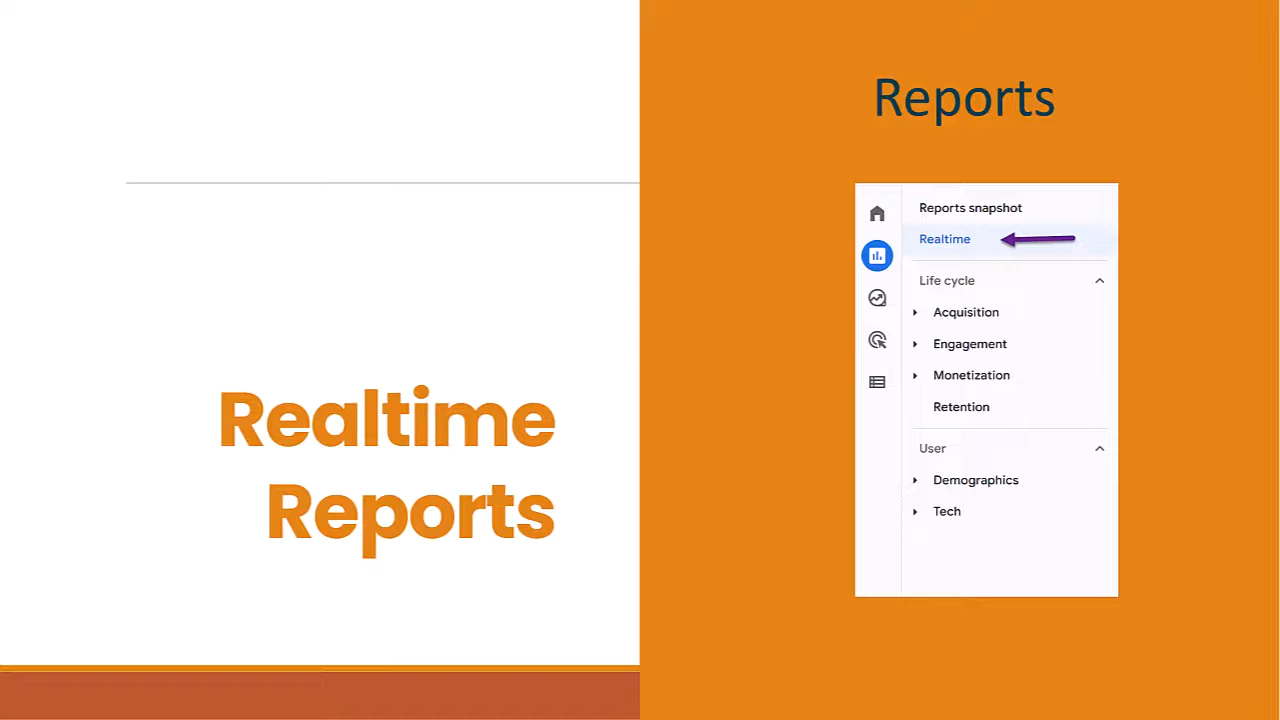 Realtime
Reports
Reports
Reports snapshot
Realtime
Life cycle
Acquisition
Engagement
Monetization
Retention
User
Demographics
Tech